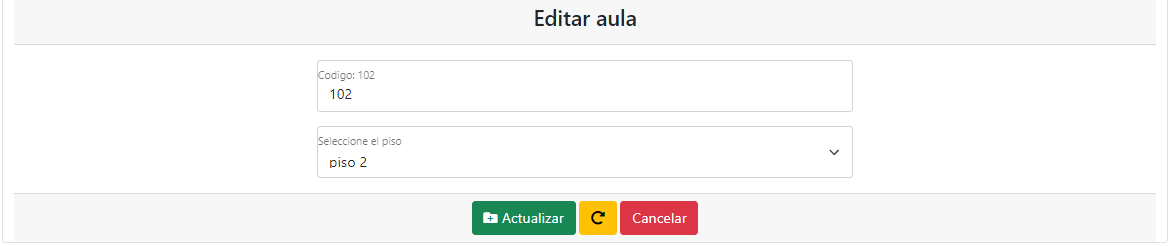 Editar aula
Codigo: 102
102
Seleccione el piso
piso 2
Actualizar
Cancelar